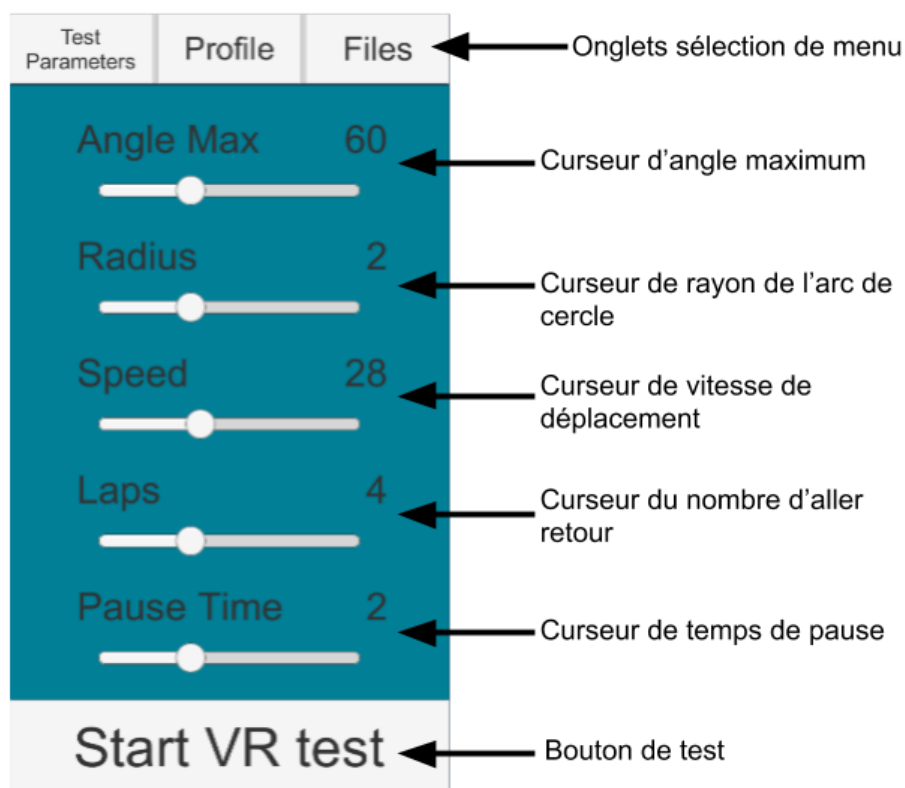 Test
Parameters
Profile
Files
Onglets sélection de menu
Angle Max 60
Curseur d'angle maximum
Radius 2
Curseur de rayon de l'arc de
cercle
Speed 28
Curseur de vitesse de
déplacement
Laps 4
Curseur du nombre d'aller
retour
Pause Time 2
Curseur de temps de pause
Start VR test
Bouton de test